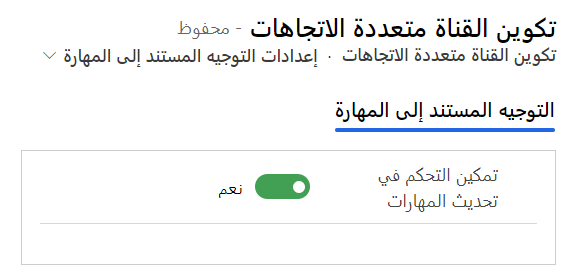 تكوين القناة متعددة الاتجاهات - محفوظ
تكوين القناة متعددة الاتجاهات · إعدادات التوجيه المستند إلى المهارة
التوجيه المستند إلى المهارة
تمكين التحكم في
تحديث المهارات
نعم